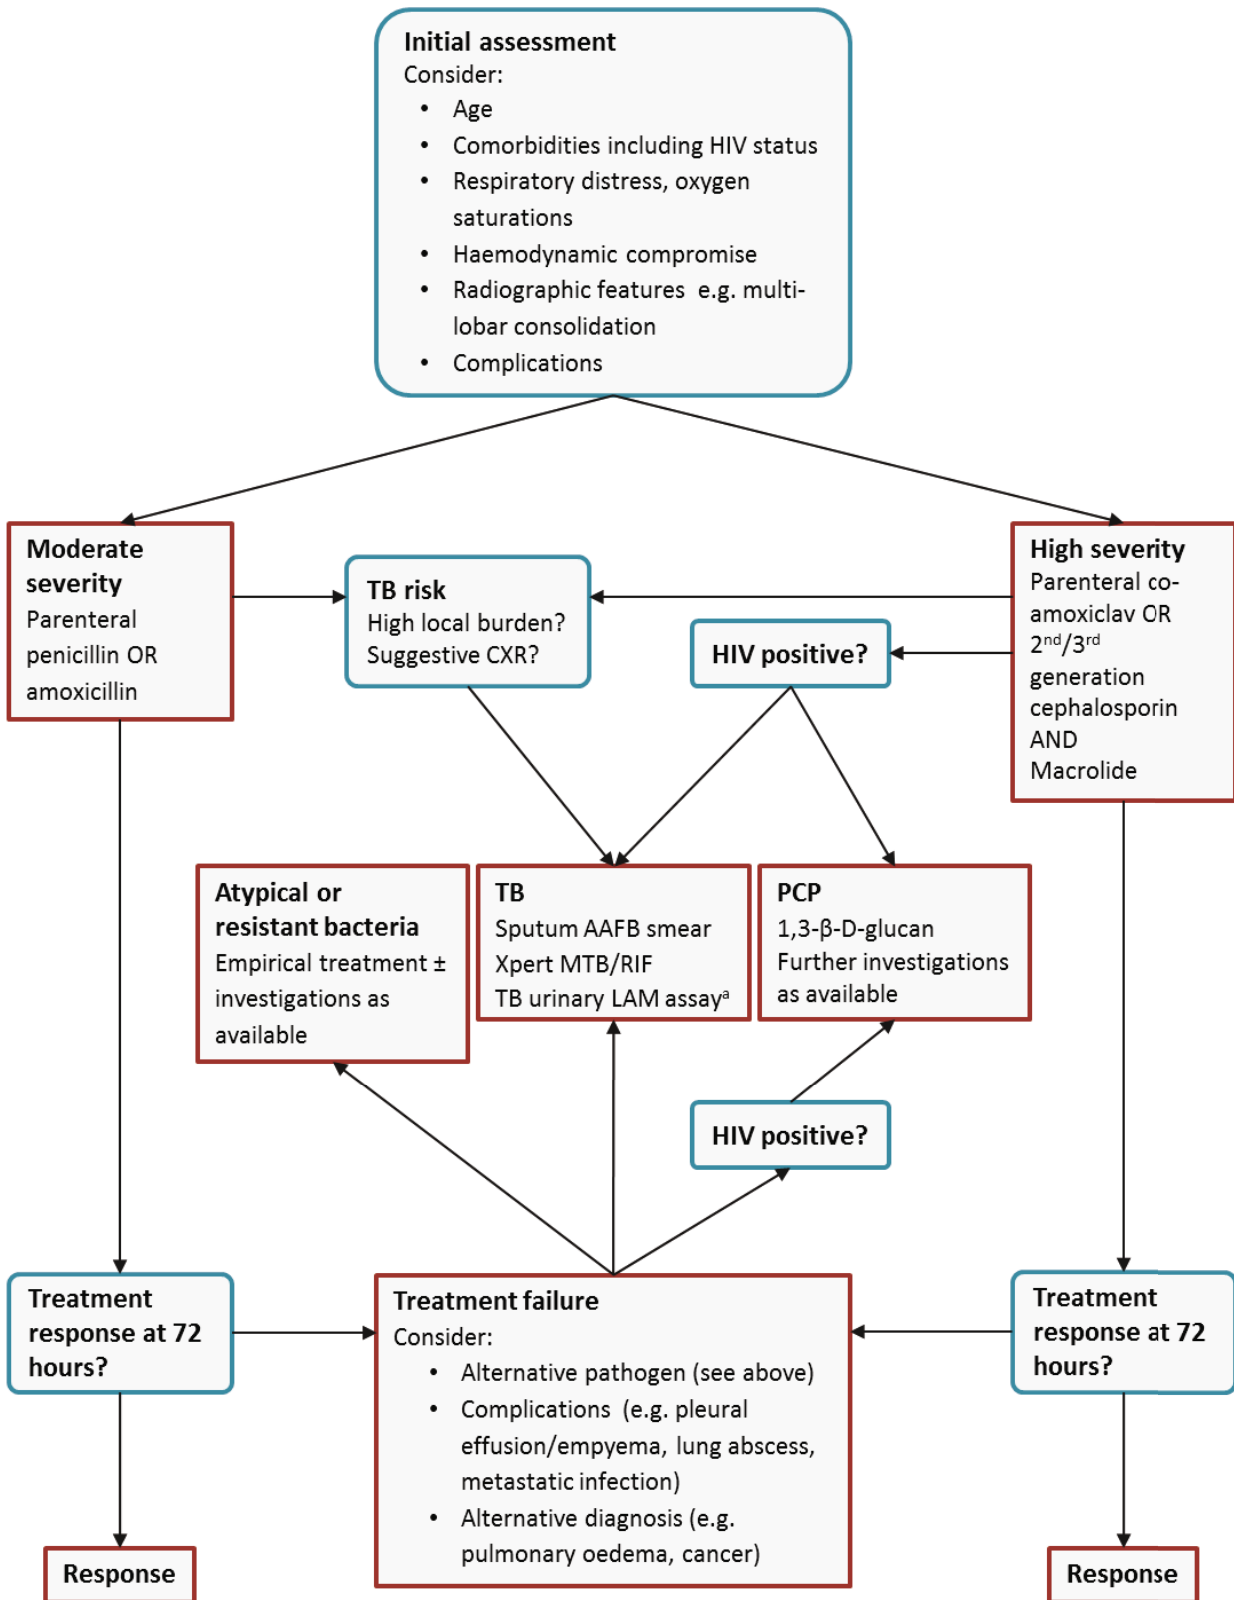 Initial assessment
Consider:
• Age
• Comorbidities including HIV status
• Respiratory distress, oxygen
saturations
• Haemodynamic compromise
• Radiographic features e.g. multi-
lobar consolidation
• Complications
Moderate
severity
Parenteral
penicillin OR
amoxicillin
TB risk
High local burden?
Suggestive CXR?
HIV positive?
High severity
Parenteral co-
amoxiclav OR
2nd/3rd
generation
cephalosporin
AND
Macrolide
Atypical or
resistant bacteria
Empirical treatment ±
investigations as
available
TB
Sputum AAFB smear
Xpert MTB/RIF
TB urinary LAM assayª
PCP
1,3-β-D-glucan
Further investigations
as available
HIV positive?
Treatment
response at 72
hours?
Treatment failure
Consider:
• Alternative pathogen (see above)
• Complications (e.g. pleural
effusion/empyema, lung abscess,
metastatic infection)
• Alternative diagnosis (e.g.
pulmonary oedema, cancer)
Treatment
response at 72
hours?
Response
Response